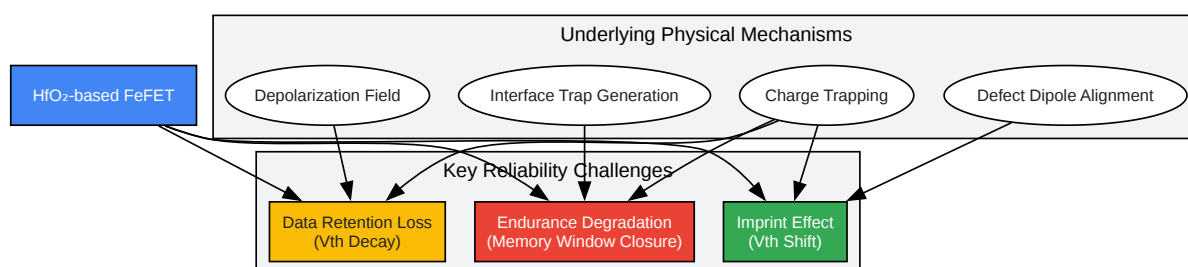 Underlying Physical Mechanisms
HfO₂-based FeFET
Depolarization Field
Interface Trap Generation
Charge Trapping
Defect Dipole Alignment
Key Reliability Challenges
Data Retention Loss
(Vth Decay)
Endurance Degradation
(Memory Window Closure)
Imprint Effect
(Vth Shift)